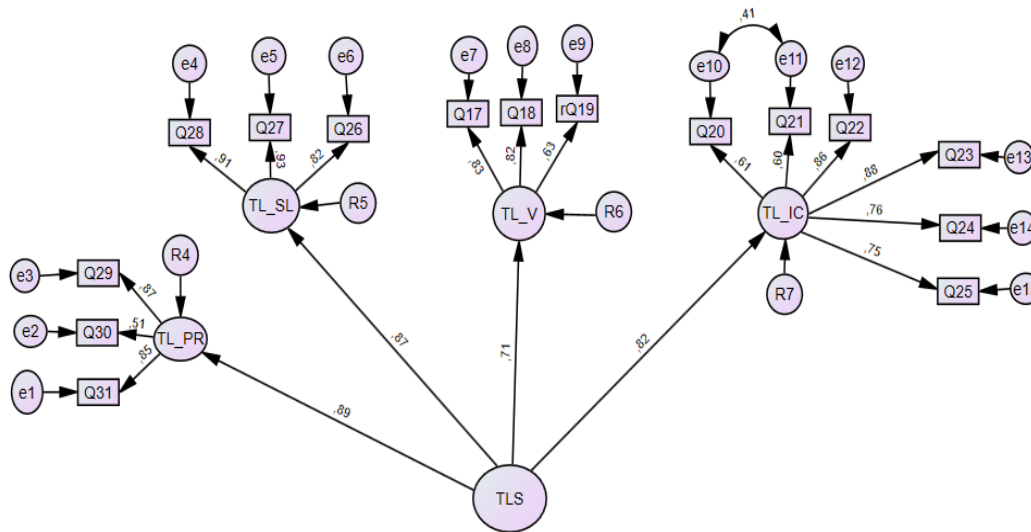 ,41
e4
e5
e6
e7
e8
e9
e10
e11
e12
Q28
Q27
Q26
Q17
Q18
rQ19
Q20
Q21
Q22
,91
,93
,82
,83
,82
,63
,61
,60
,86
Q23
e13
,88
TL_SL
R5
TL_V
R6
TL_IC
,76
Q24
e14
,75
Q25
R7
e3
Q29
R4
,87
e2
Q30
,51
TL_PR
,85
e1
Q31
,87
,71
,82
,89
TLS